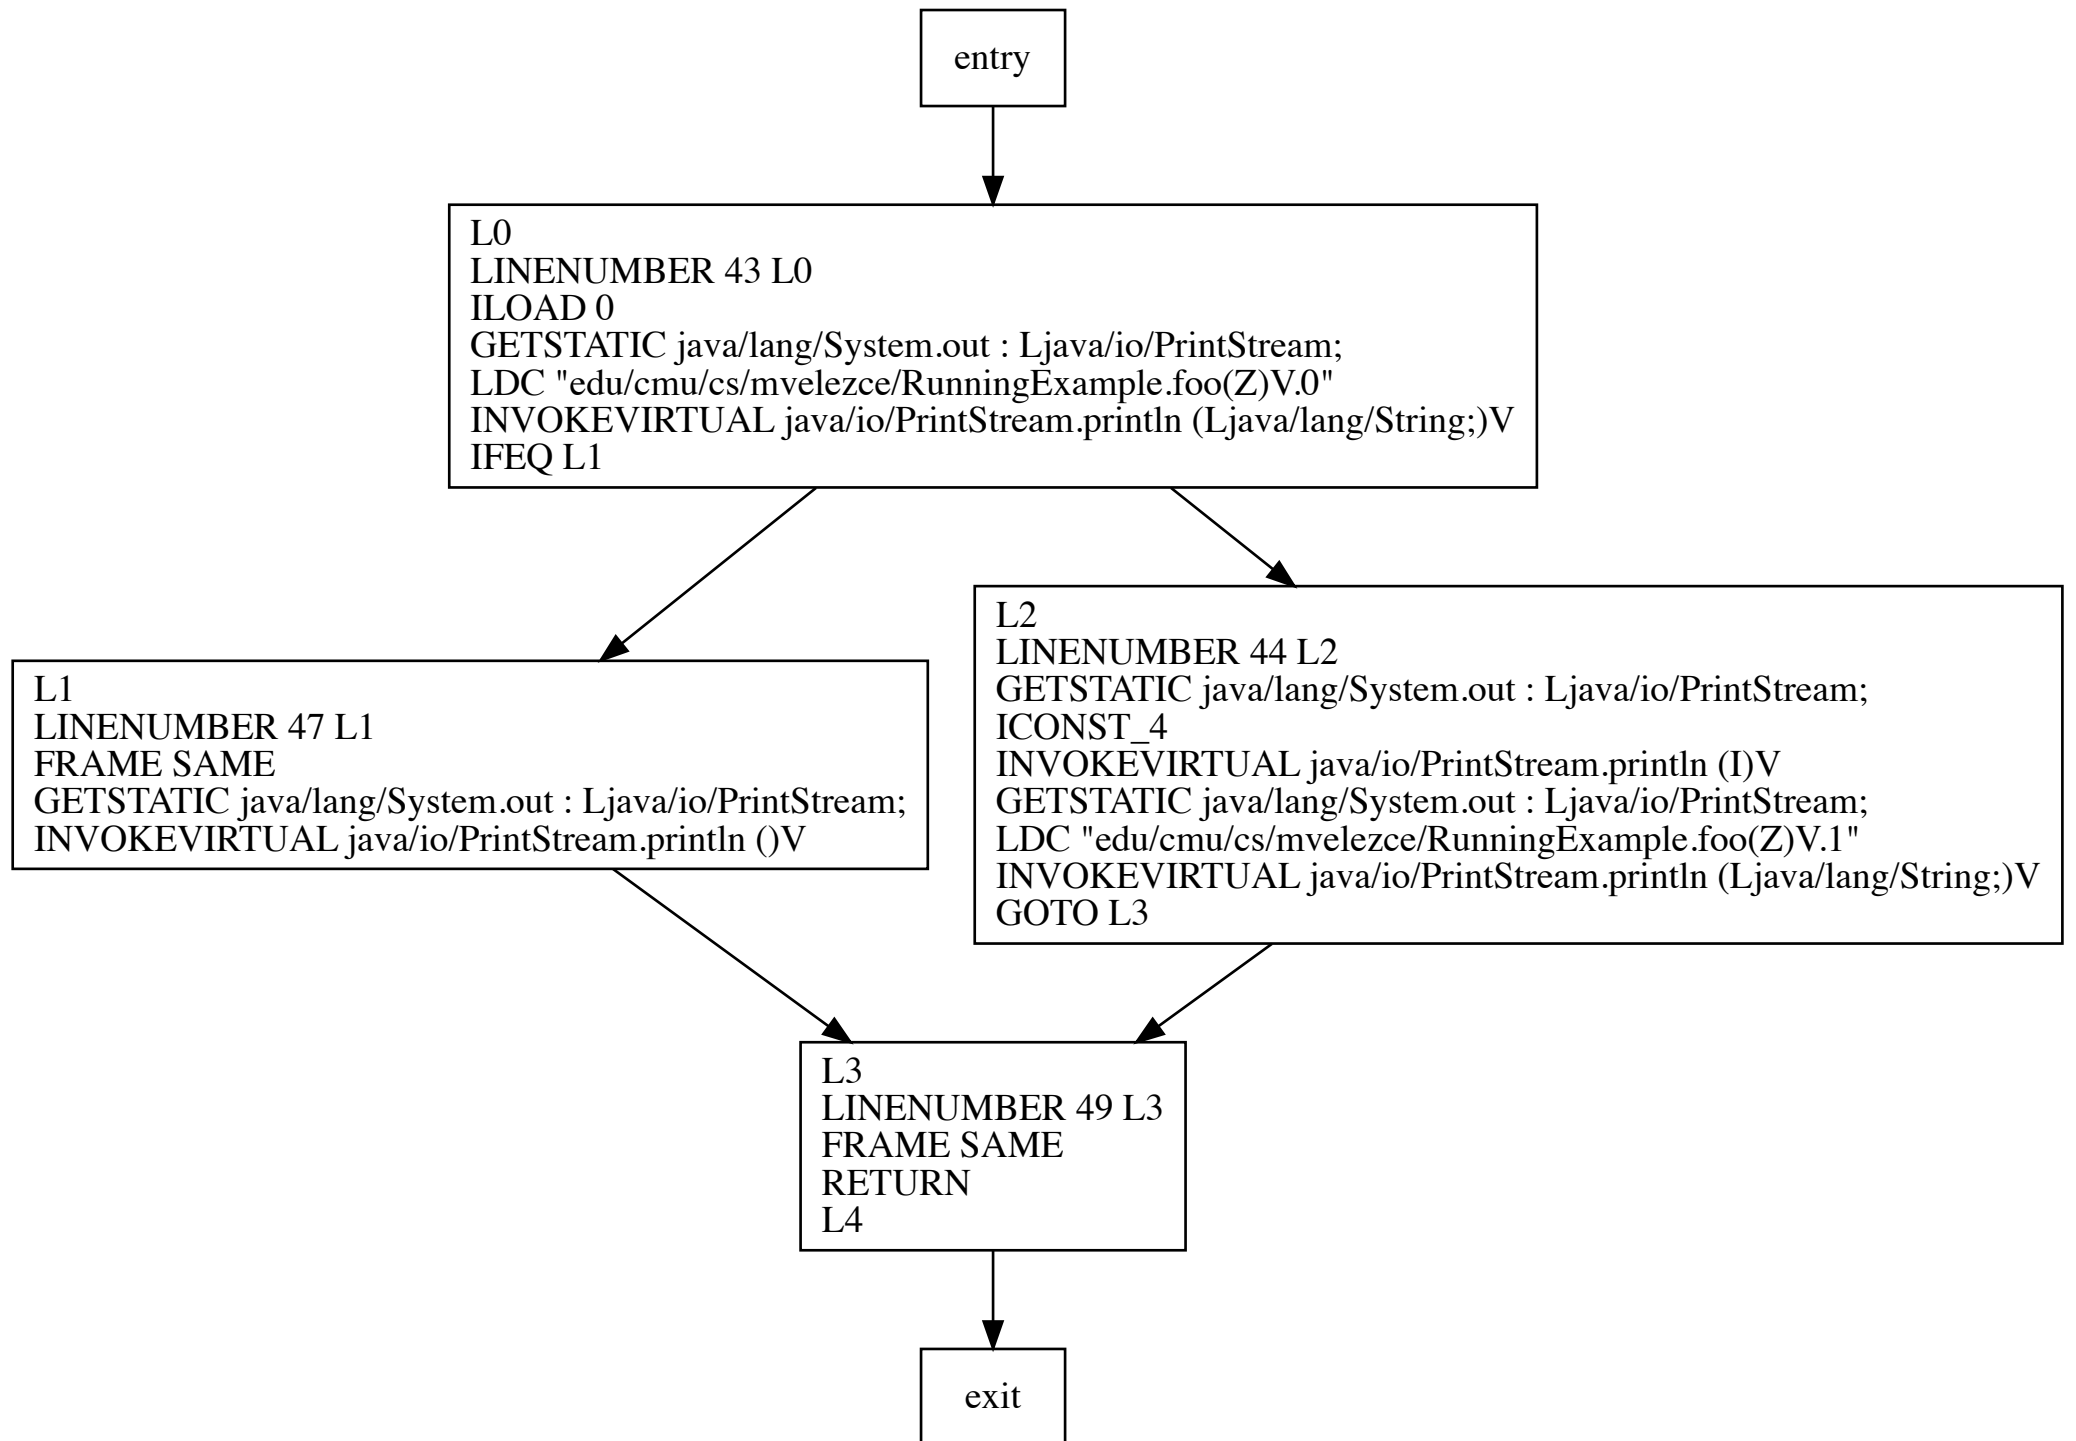 entry
L0
LINENUMBER 43 L0
ILOAD 0
GETSTATIC java/lang/System.out : Ljava/io/PrintStream;
LDC "edu/cmu/cs/mvelezce/RunningExample.foo(Z)V.0"
INVOKEVIRTUAL java/io/PrintStream.println (Ljava/lang/String;)V
IFEQ L1
L1
LINENUMBER 47 L1
FRAME SAME
GETSTATIC java/lang/System.out : Ljava/io/PrintStream;
INVOKEVIRTUAL java/io/PrintStream.println ()V
L2
LINENUMBER 44 L2
GETSTATIC java/lang/System.out : Ljava/io/PrintStream;
ICONST_4
INVOKEVIRTUAL java/io/PrintStream.println (I)V
GETSTATIC java/lang/System.out : Ljava/io/PrintStream;
LDC "edu/cmu/cs/mvelezce/RunningExample.foo(Z)V.1"
INVOKEVIRTUAL java/io/PrintStream.println (Ljava/lang/String;)V
GOTO L3
L3
LINENUMBER 49 L3
FRAME SAME
RETURN
L4
exit